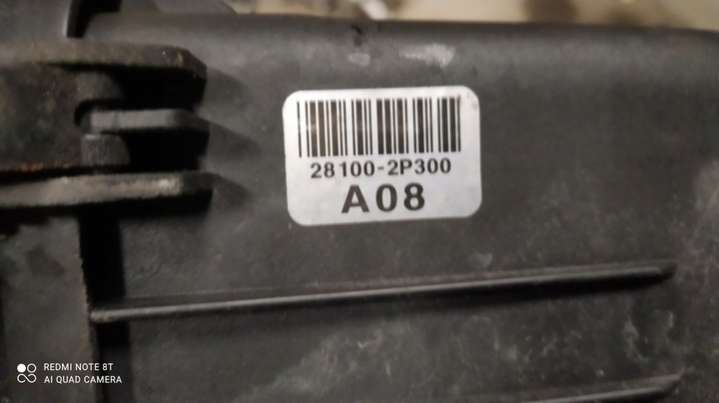 28100-2P300
A08
REDMI NOTE 8T
AI QUAD CAMERA